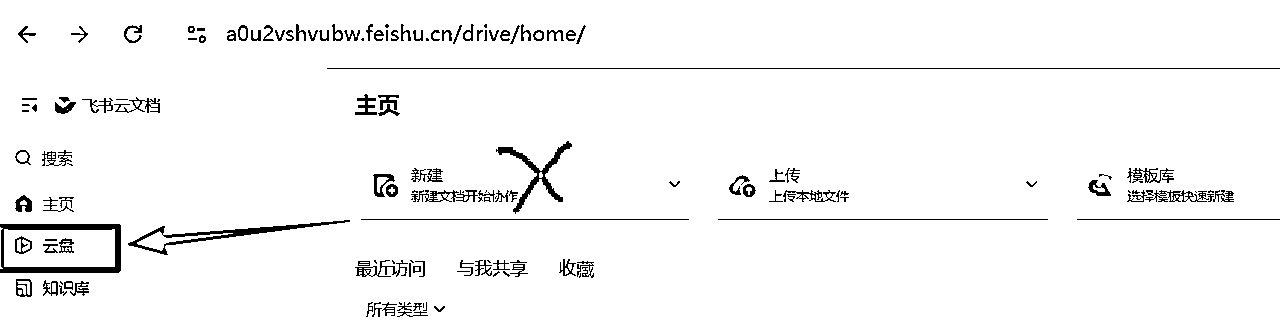 a0u2vshvubw.feishu.cn/drive/home/
飞书云文档
搜索
主页
云盘
知识库
主页
新建
新建文档开始协作
上传
上传本地文件
模板库
选择模板快速新建
最近访问 与我共享 收藏
所有类型